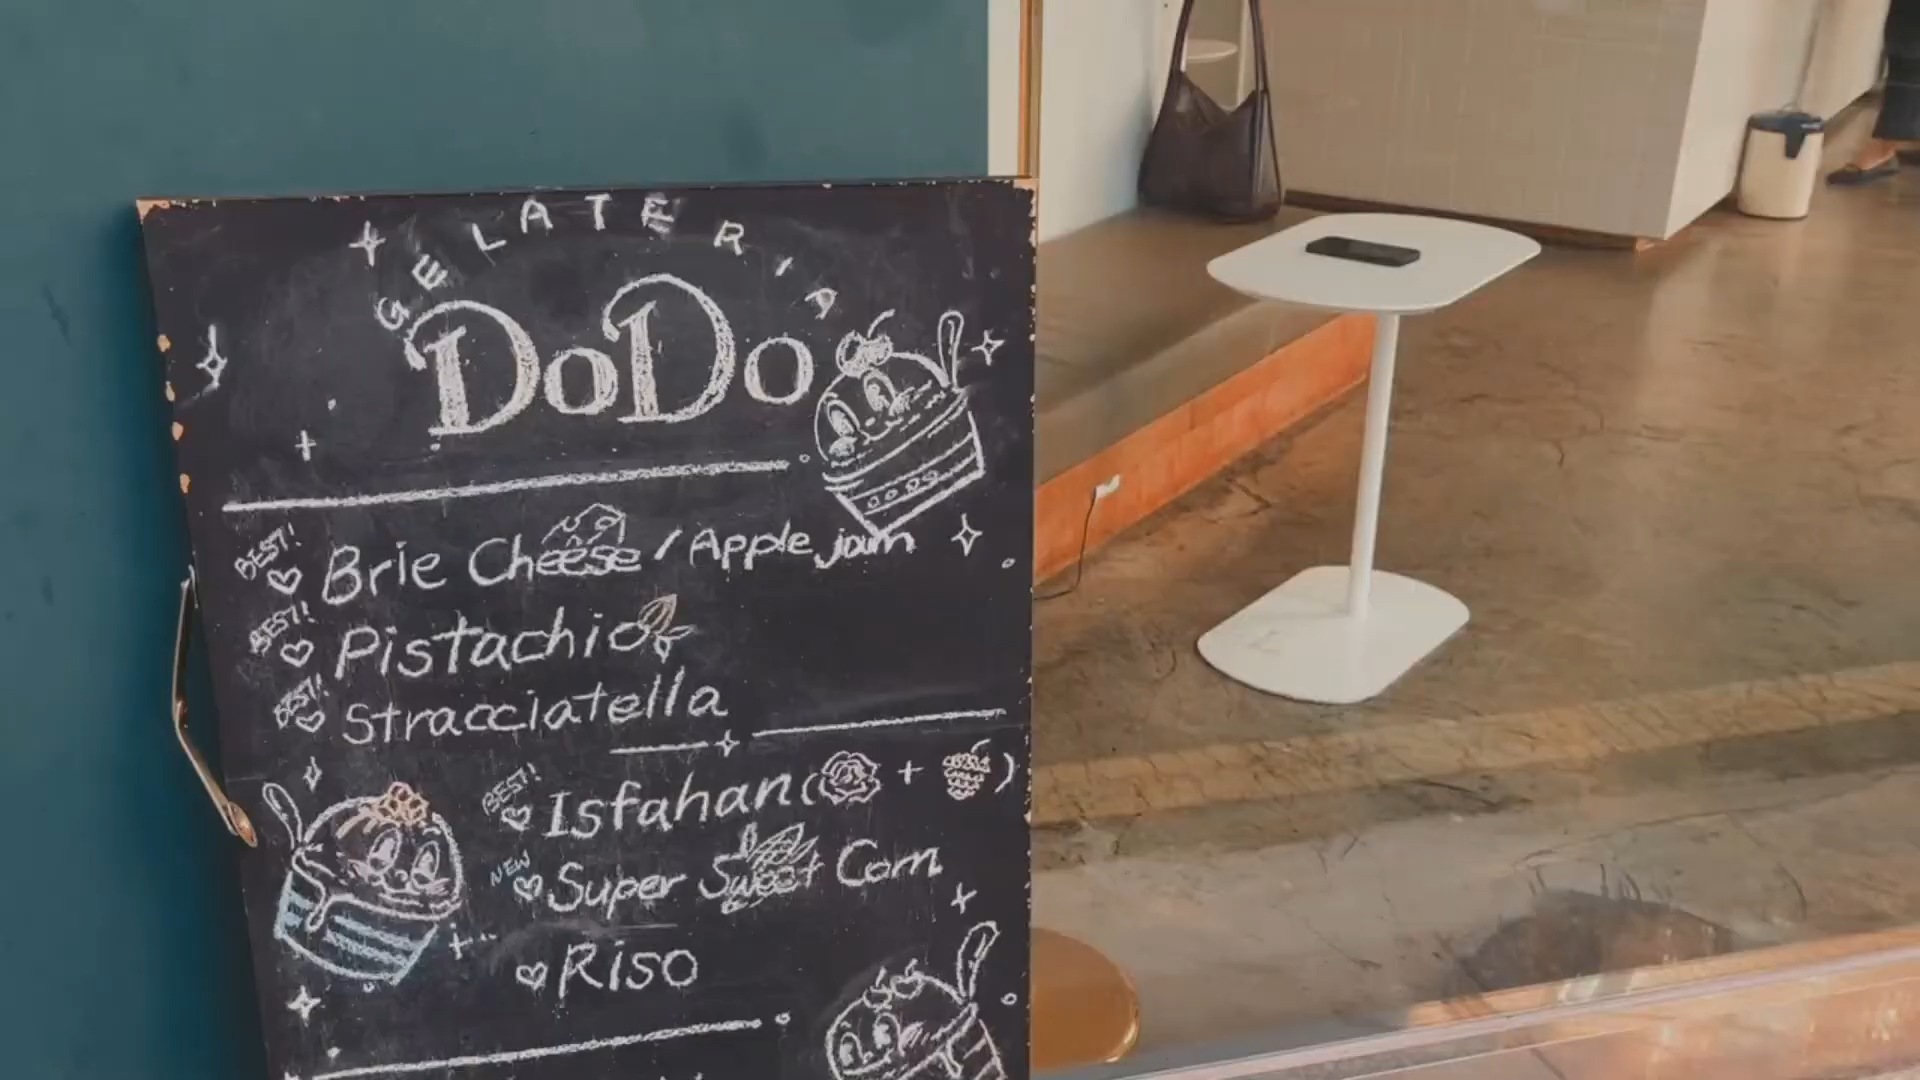 GELATERIA
DoDo
BEST! Brie Cheese / Apple jam
BEST! Pistachio
BEST! Stracciatella
BEST! Isfahan ( + )
NEW Super Sweet Corn
Riso